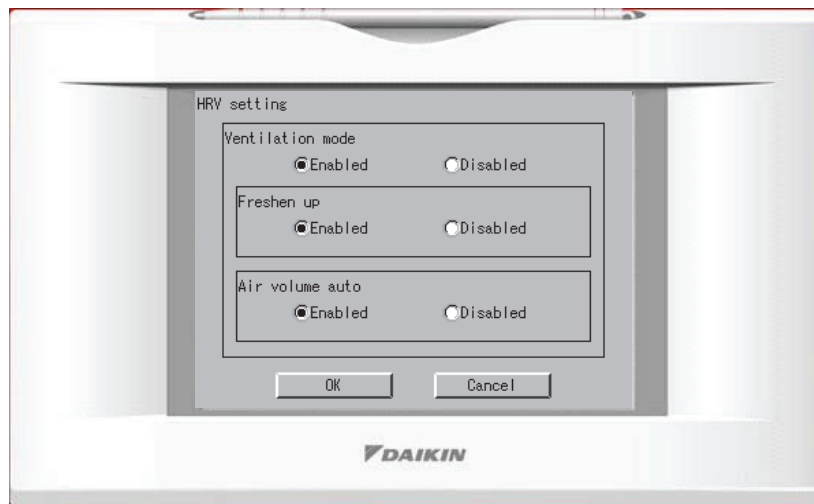 HRV setting
Ventilation mode
Enabled Disabled
Freshen up
Enabled Disabled
Air volume auto
Enabled Disabled
OK Cancel
DAIKIN